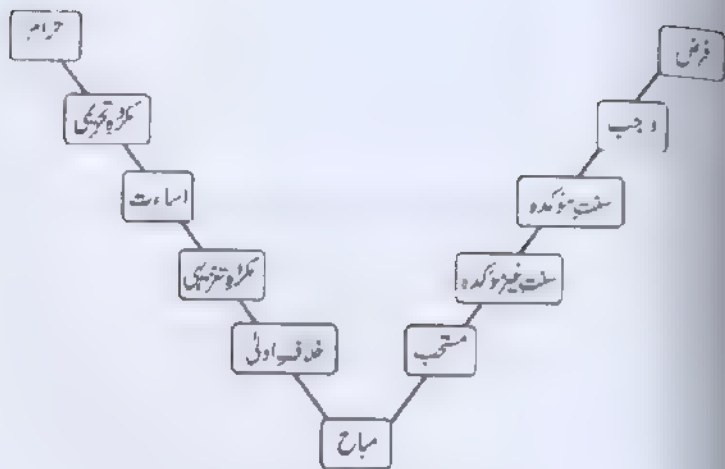 حرام
فرض
مکروہ تحریمی
واجب
اساءت
سنت مؤکدہ
مکروہ تنزیہی
سنت غیر مؤکدہ
خلاف اولیٰ
مستحب
مباح